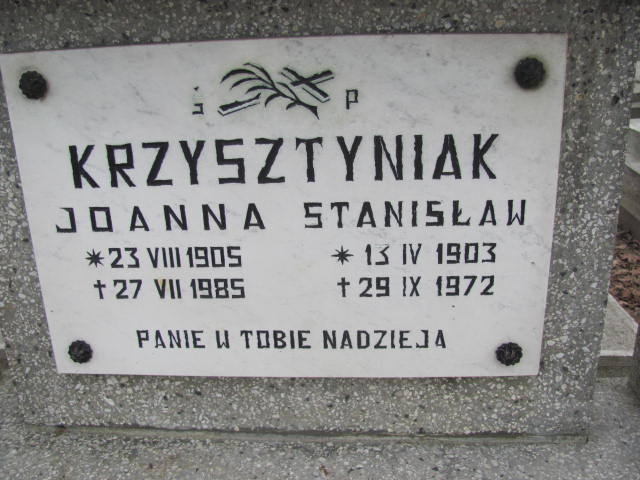 Ś P
KRZYSZTYNIAK
JOANNA STANISŁAW
*23 VIII 1905 *13 IV 1903
†27 VII 1985 †29 IX 1972
PANIE W TOBIE NADZIEJA